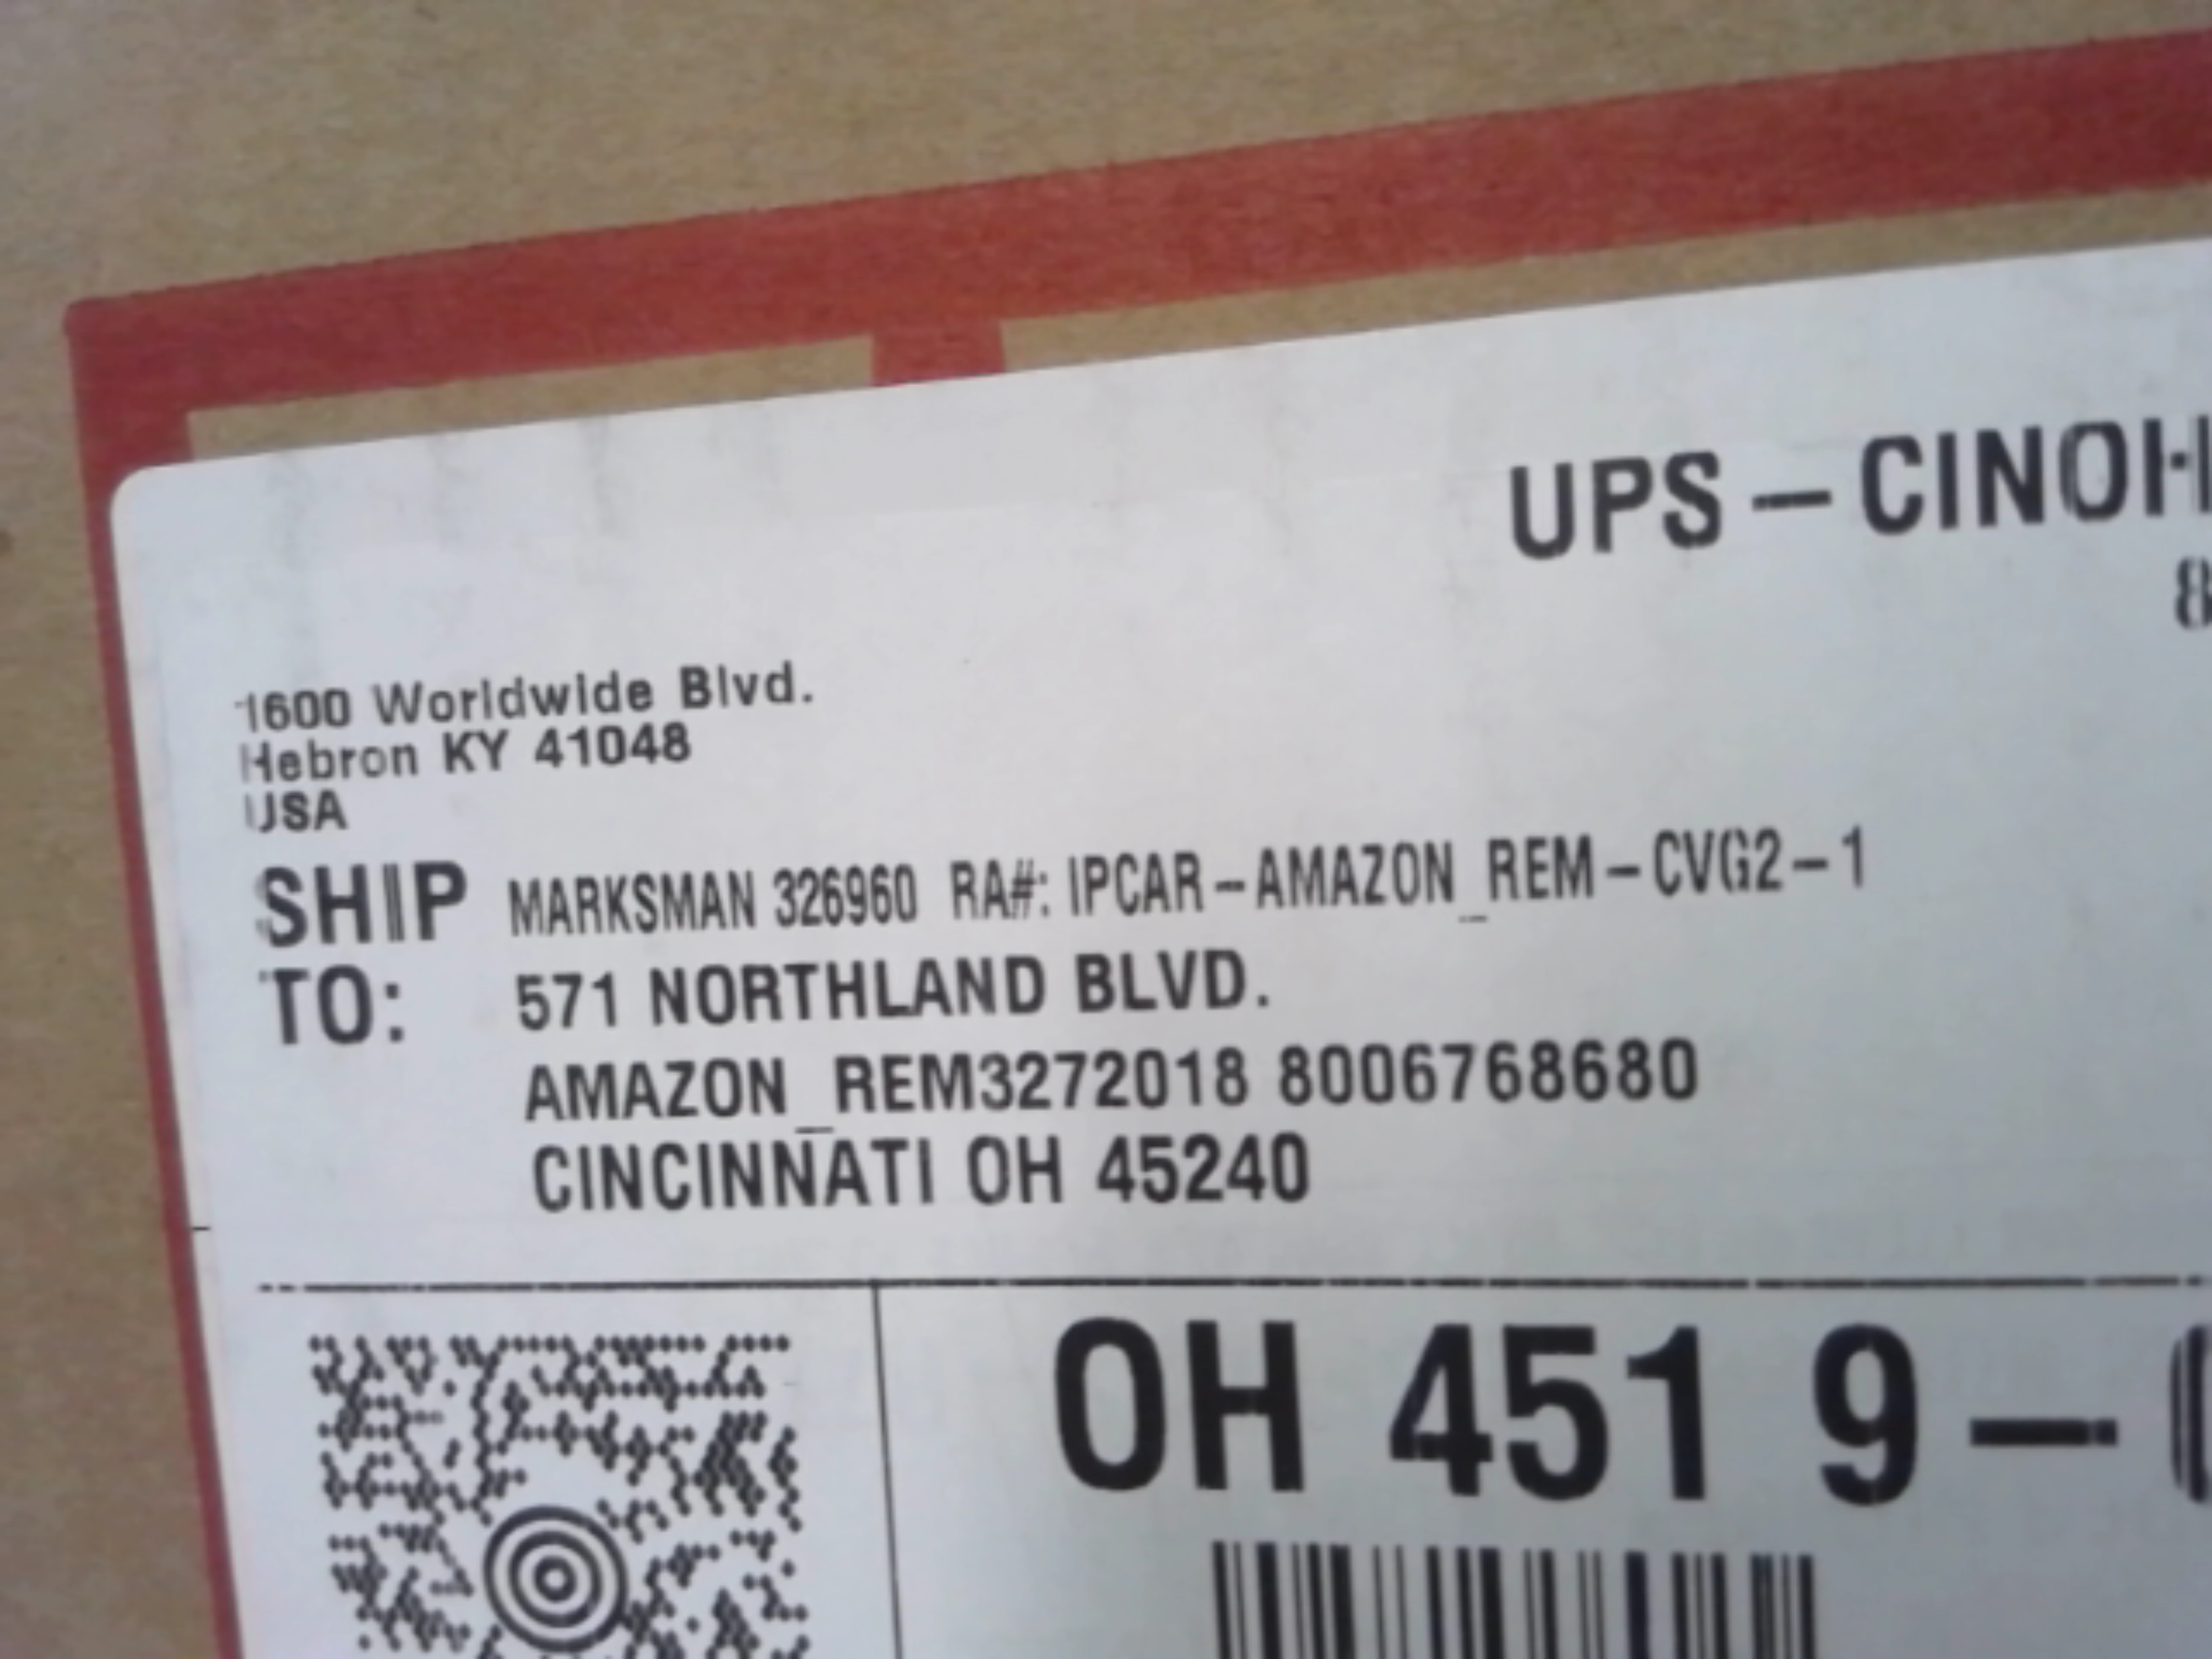 UPS – CINOH
8
1600 Worldwide Blvd.
Hebron KY 41048
USA
SHIP MARKSMAN 326960 RA#: IPCAR–AMAZON_REM–CVG2–1
TO: 571 NORTHLAND BLVD.
AMAZON_REM3272018 8006768680
CINCINNATI OH 45240
OH 451 9 –